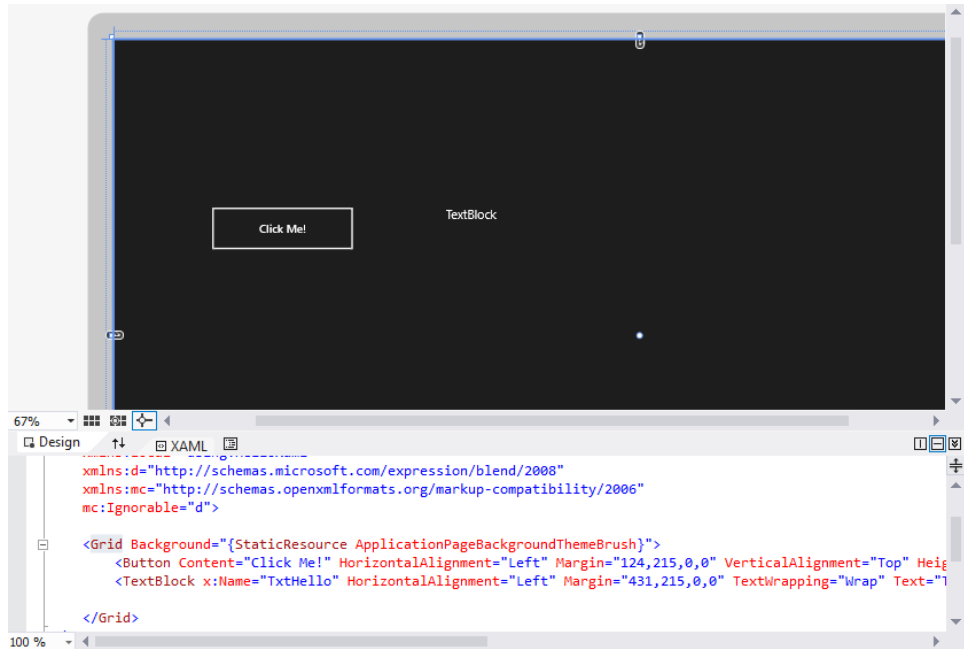 TextBlock
Click Me!
67%
Design
XAML
xmlns:d="http://schemas.microsoft.com/expression/blend/2008"
xmlns:mc="http://schemas.openxmlformats.org/markup-compatibility/2006"
mc:Ignorable="d">
<Grid Background="{StaticResource ApplicationPageBackgroundThemeBrush}">
<Button Content="Click Me!" HorizontalAlignment="Left" Margin="124,215,0,0" VerticalAlignment="Top" Heig
<TextBlock x:Name="TxtHello" HorizontalAlignment="Left" Margin="431,215,0,0" TextWrapping="Wrap" Text="T
</Grid>
100 %